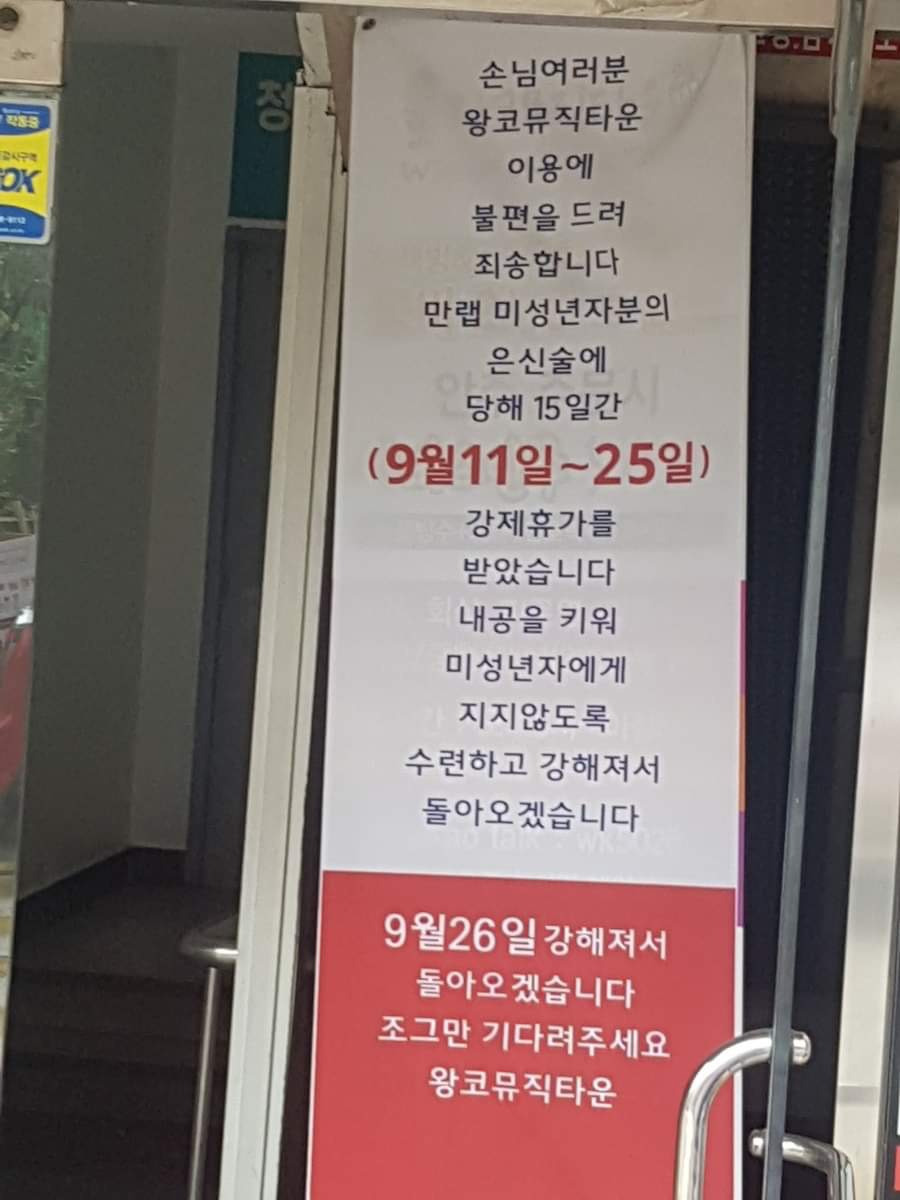 손님여러분
왕코뮤직타운
이용에
불편을 드려
죄송합니다
만랩 미성년자분의
은신술에
당해 15일간
(9월11일~25일)
강제휴가를
받았습니다
내공을 키워
미성년자에게
지지않도록
수련하고 강해져서
돌아오겠습니다
9월26일 강해져서
돌아오겠습니다
조그만 기다려주세요
왕코뮤직타운
청
작동중